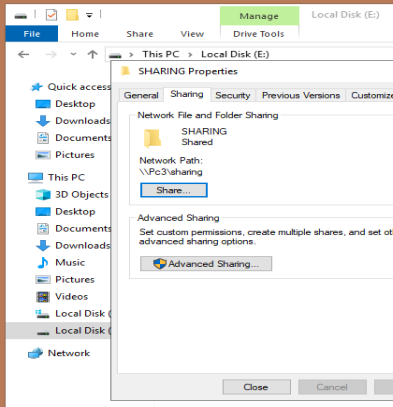 Manage
Local Disk (E:)
File
Home
Share
View
Drive Tools
This PC > Local Disk (E:)
SHARING Properties
Quick access
Desktop
Downloads
Documents
Pictures
This PC
3D Objects
Desktop
Documents
Downloads
Music
Pictures
Videos
Local Disk (
Local Disk (
Network
General
Sharing
Security
Previous Versions
Customize
Network File and Folder Sharing
SHARING
Shared
Network Path:
\\Pc3\sharing
Share...
Advanced Sharing
Set custom permissions, create multiple shares, and set ot
advanced sharing options.
Advanced Sharing...
Close
Cancel